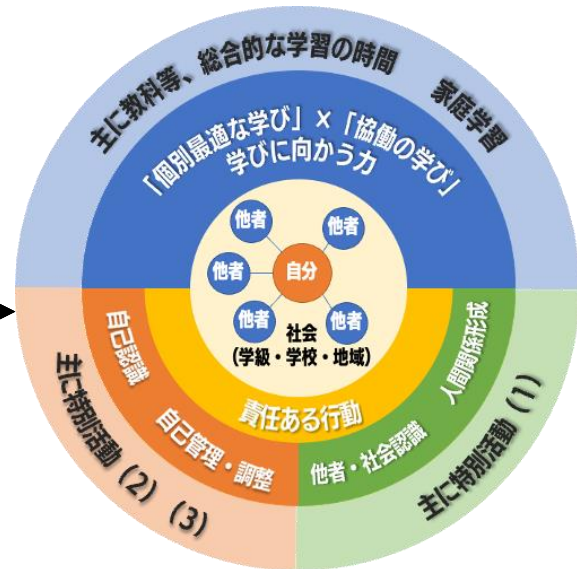 主に教科等、総合的な学習の時間
家庭学習
「個別最適な学び」×「協働の学び」
学びに向かう力
他者
他者
他者
自分
他者
他者
社会
(学級・学校・地域)
責任ある行動
自己認識
自己管理・調整
他者・社会認識
人間関係形成
主に特別活動(2)(3)
主に特別活動(1)